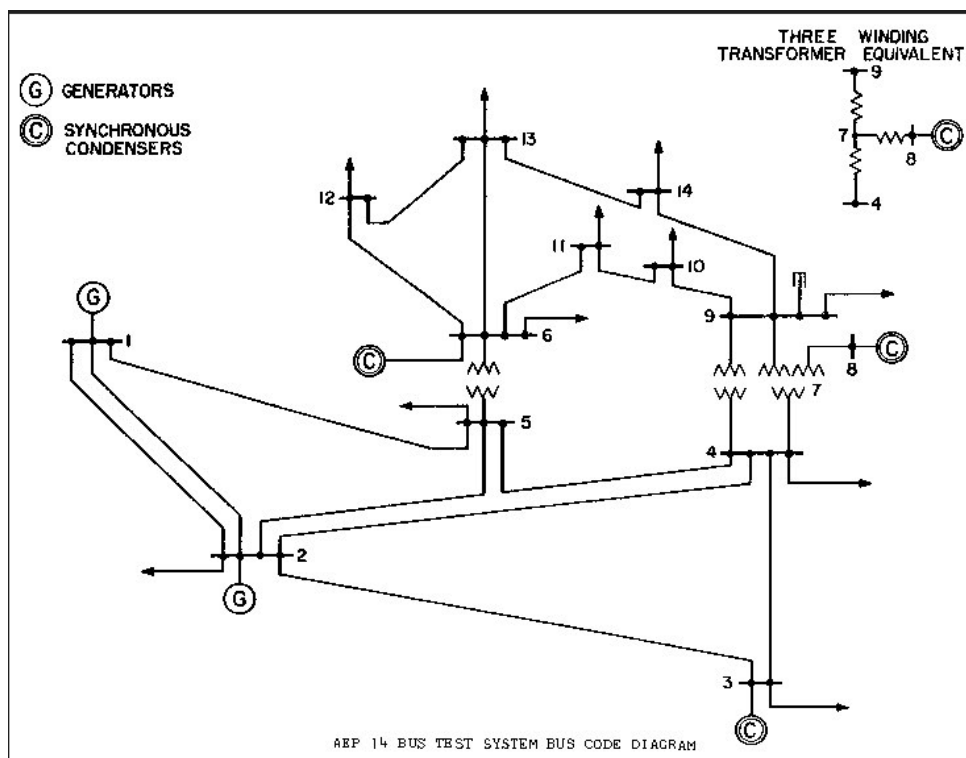 THREE WINDING
TRANSFORMER EQUIVALENT
9
G GENERATORS
C SYNCHRONOUS
CONDENSERS
7
C
8
4
13
12
14
11
10
G
1
9
6
C
C
8
7
5
4
2
G
3
C
AEP 14 BUS TEST SYSTEM BUS CODE DIAGRAM